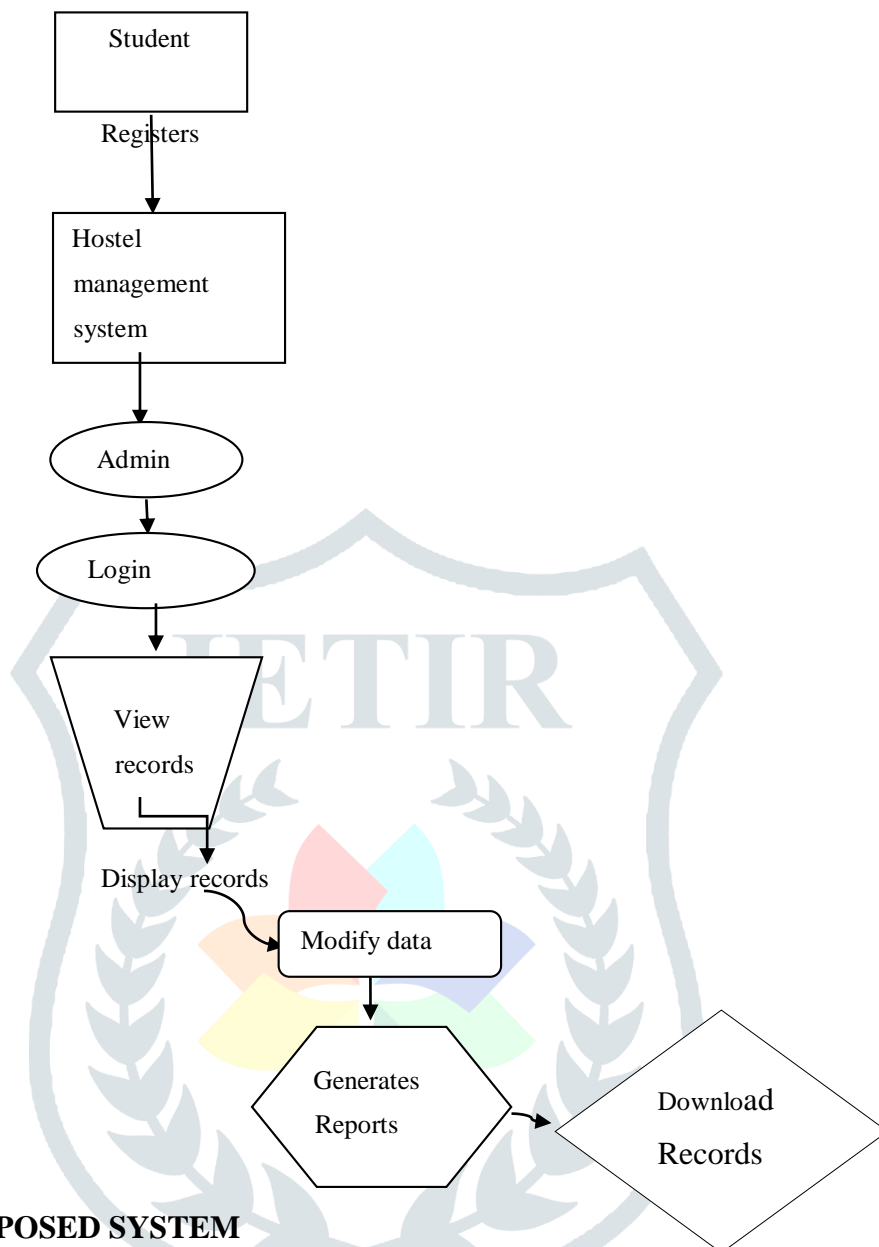 Student
Registers
Hostel
management
system
Admin
Login
JETIR
View
records
Display records
Modify data
Generates
Reports
Download
Records
POSED SYSTEM